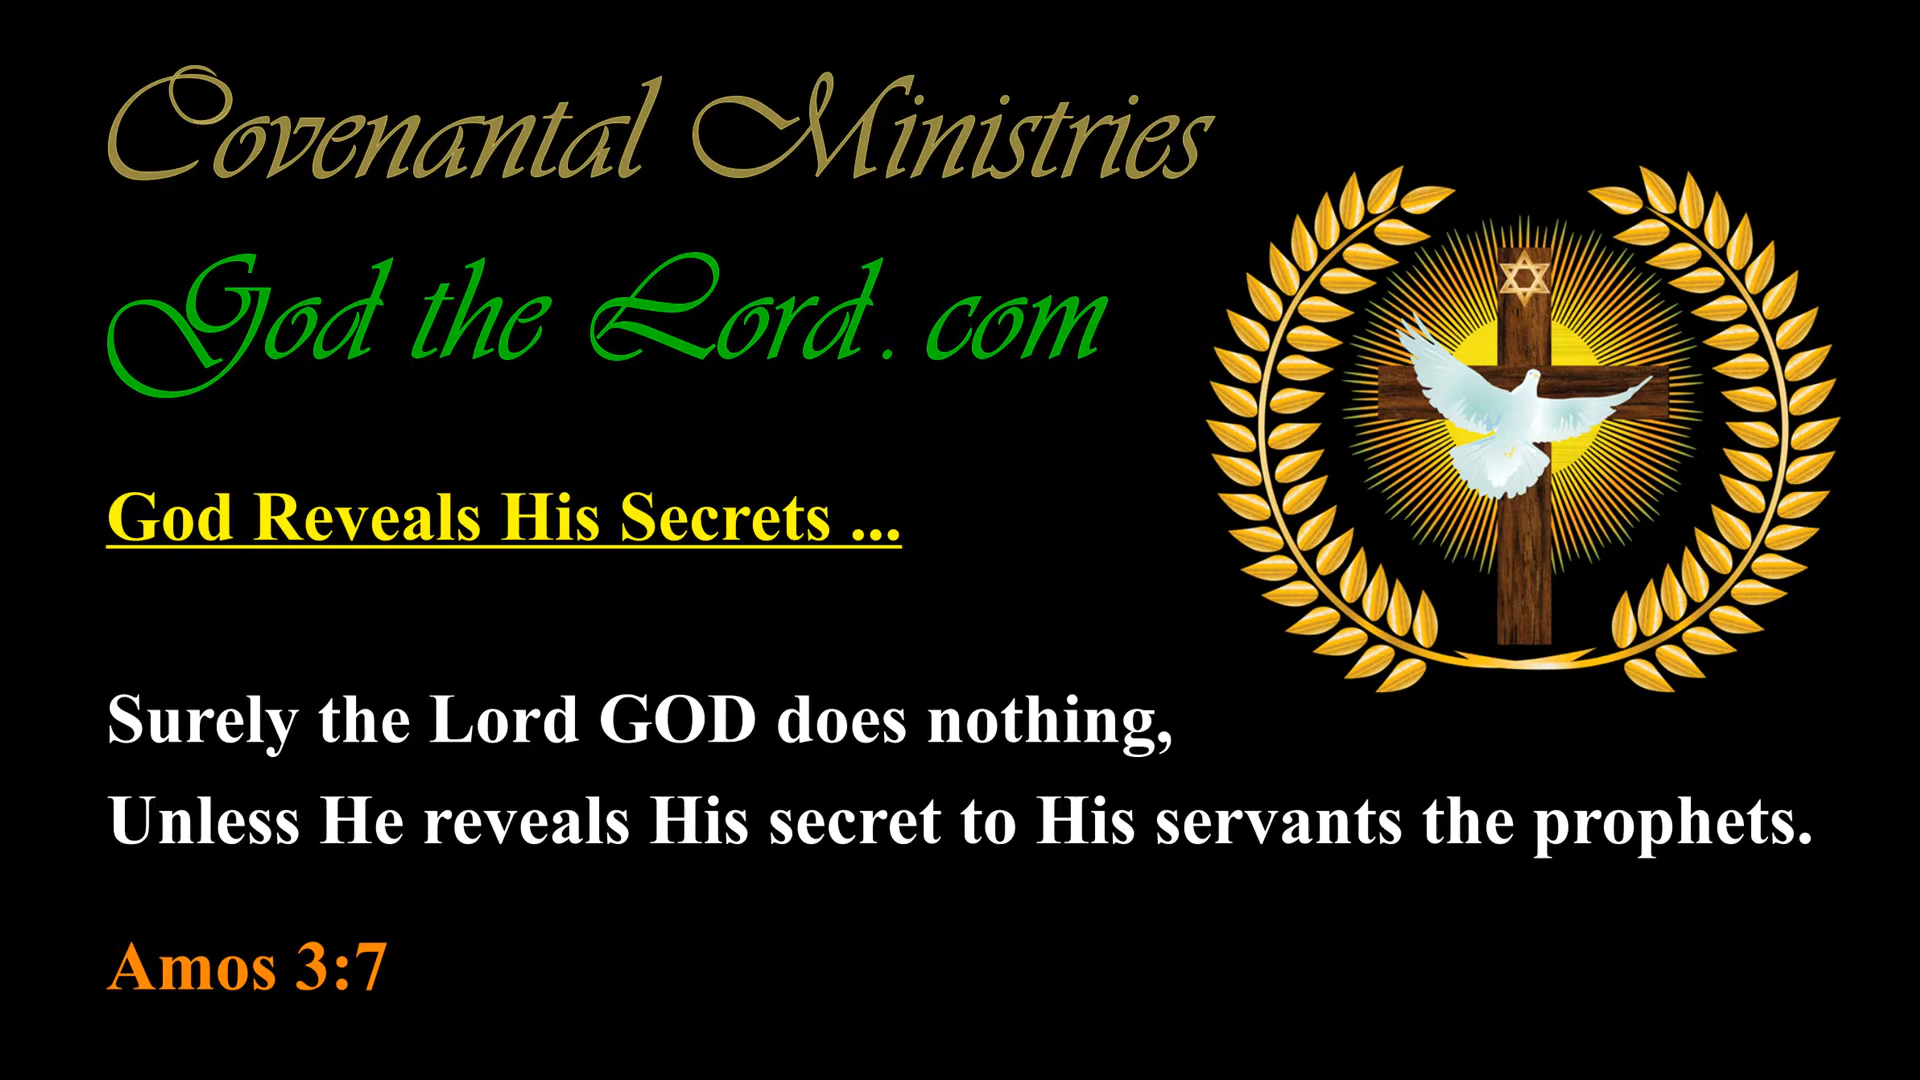 Covenantal Ministries
God the Lord . com
God Reveals His Secrets ...
Surely the Lord GOD does nothing,
Unless He reveals His secret to His servants the prophets.
Amos 3:7